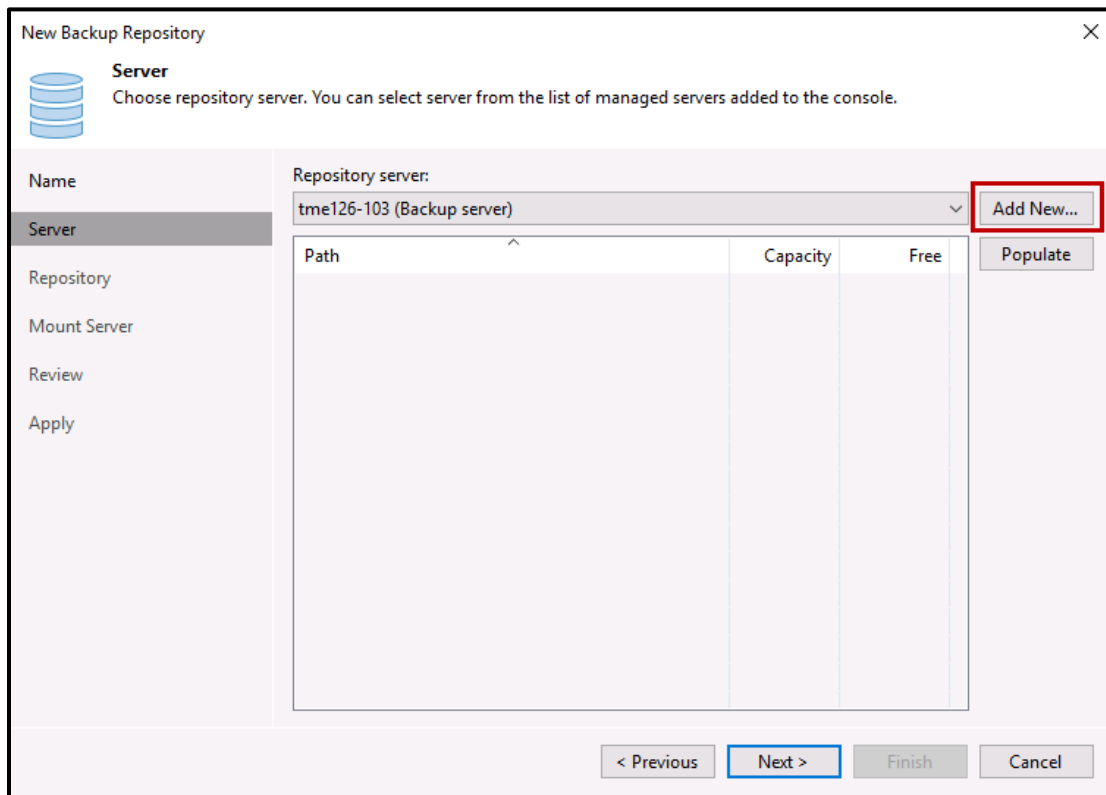 New Backup Repository
Server
Choose repository server. You can select server from the list of managed servers added to the console.
Name
Server
Repository
Mount Server
Review
Apply
Repository server:
tme126-103 (Backup server)
Add New...
Path Capacity Free
Populate
< Previous Next > Finish Cancel